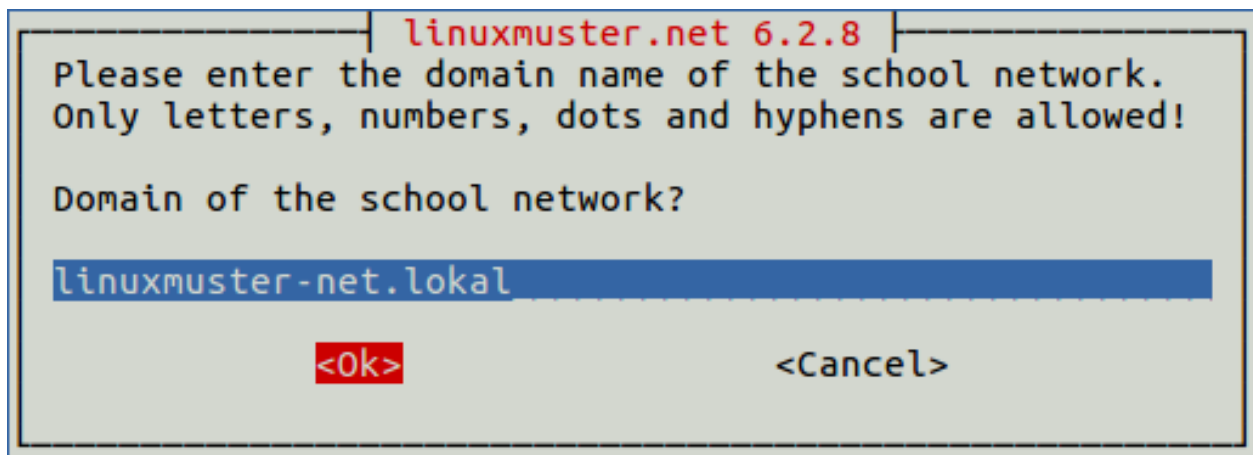 linuxmuster.net 6.2.8
Please enter the domain name of the school network.
Only letters, numbers, dots and hyphens are allowed!
Domain of the school network?
linuxmuster-net.lokal
<Ok> <Cancel>